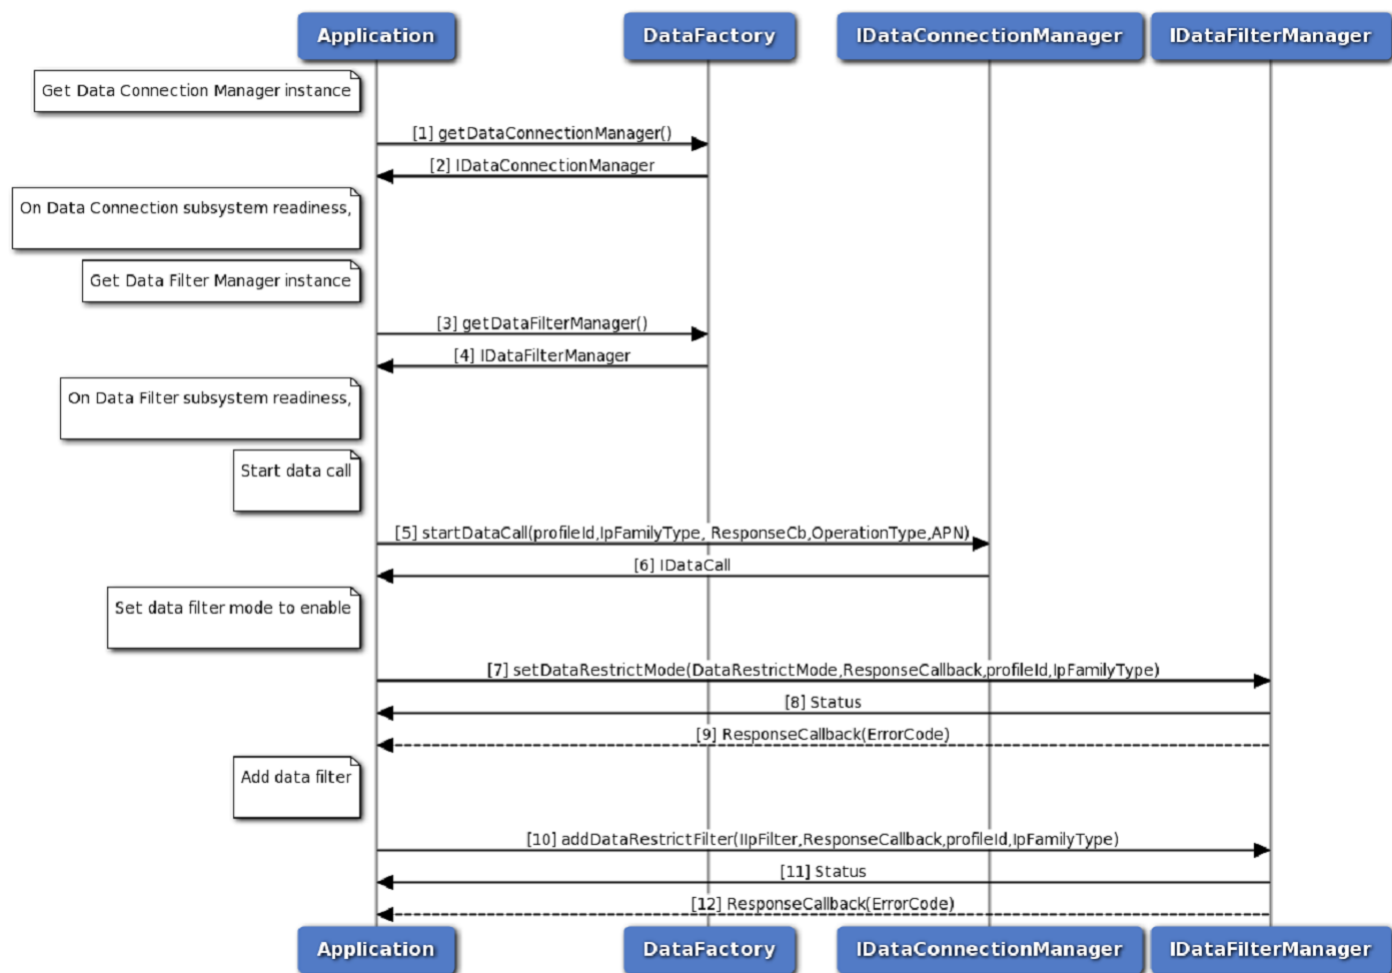 Application
DataFactory
IDataConnectionManager
IDataFilterManager
Get Data Connection Manager instance
[1] getDataConnectionManager()
[2] IDataConnectionManager
On Data Connection subsystem readiness,
Get Data Filter Manager instance
[3] getDataFilterManager()
[4] IDataFilterManager
On Data Filter subsystem readiness,
Start data call
[5] startDataCall(profileId,IpFamilyType, ResponseCb,OperationType,APN)
[6] IDataCall
Set data filter mode to enable
[7] setDataRestrictMode(DataRestrictMode,ResponseCallback,profileId,IpFamilyType)
[8] Status
[9] ResponseCallback(ErrorCode)
Add data filter
[10] addDataRestrictFilter(IIpFilter,ResponseCallback,profileId,IpFamilyType)
[11] Status
[12] ResponseCallback(ErrorCode)
Application
DataFactory
IDataConnectionManager
IDataFilterManager